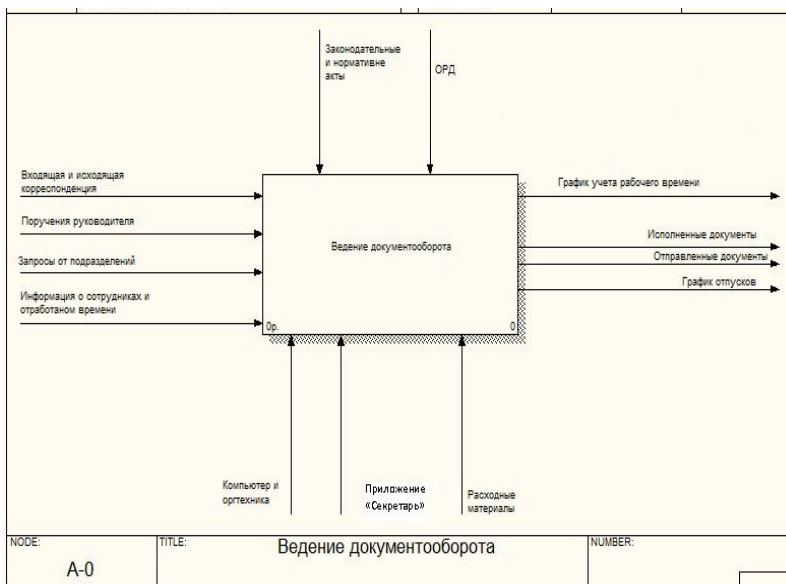 Законодательные
и нормативне
акты
ОРД
Входящая и исходящая
корреспонденция
Поручения руководителя
Запросы от подразделений
Информация о сотрудниках и
отработаном времени
Ведение документооборота
0р.
0
График учета рабочего времени
Исполненные документы
Отправленные документы
График отпусков
Компьютер и
оргтехника
Приложение
«Секретарь»
Расходные
материалы
NODE:
A-0
TITLE:
Ведение документооборота
NUMBER: